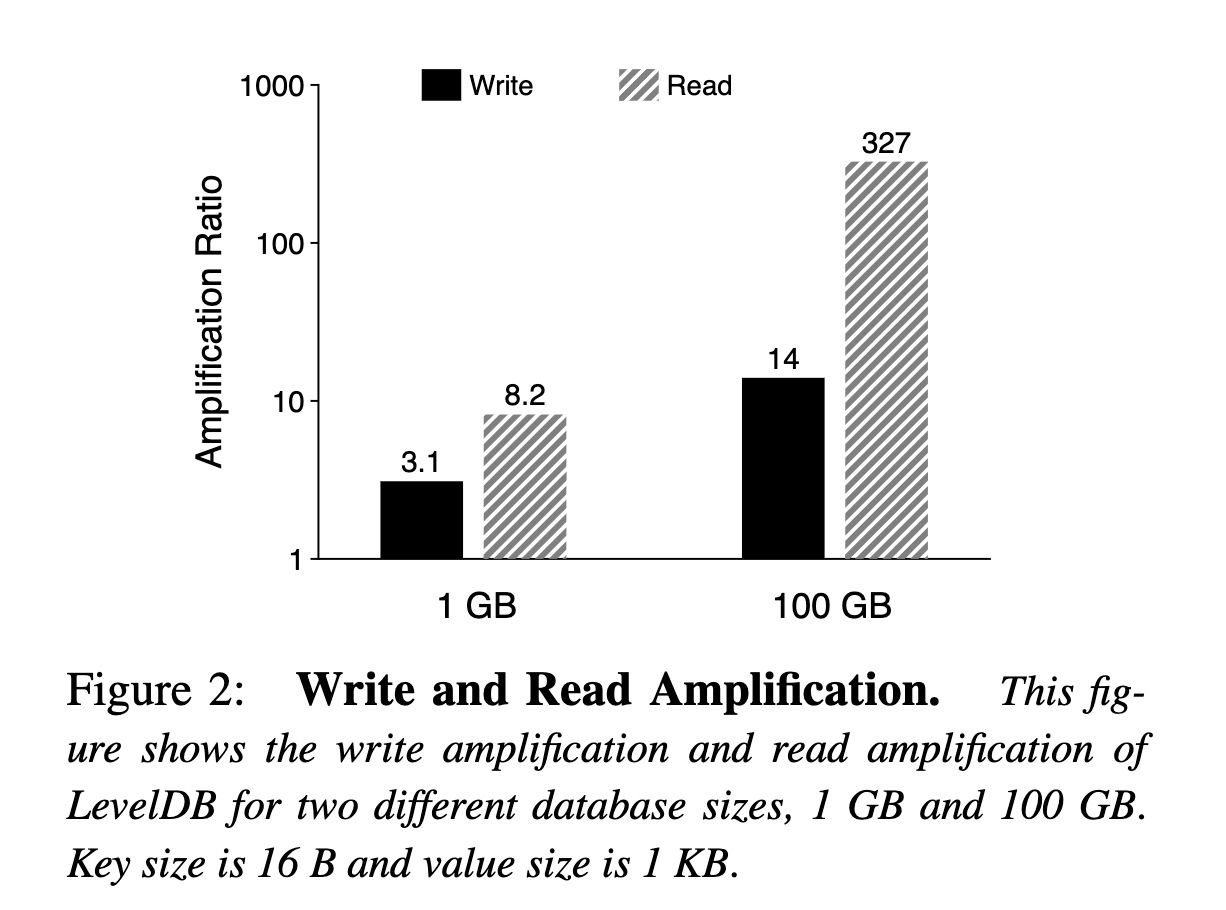 1000
Write
Read
327
100
Amplification Ratio
14
10
8.2
3.1
1
1 GB
100 GB
Figure 2: Write and Read Amplification. This fig-
ure shows the write amplification and read amplification of
LevelDB for two different database sizes, 1 GB and 100 GB.
Key size is 16 B and value size is 1 KB.